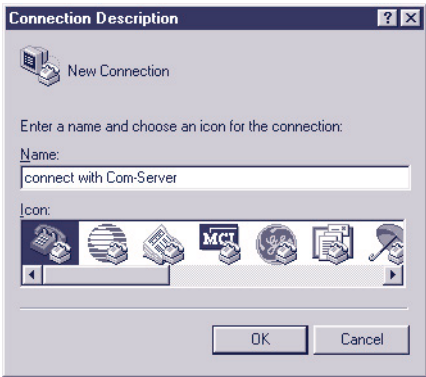 Connection Description
New Connection
Enter a name and choose an icon for the connection:
Name:
connect with Com-Server
Icon:
MCI
OK Cancel